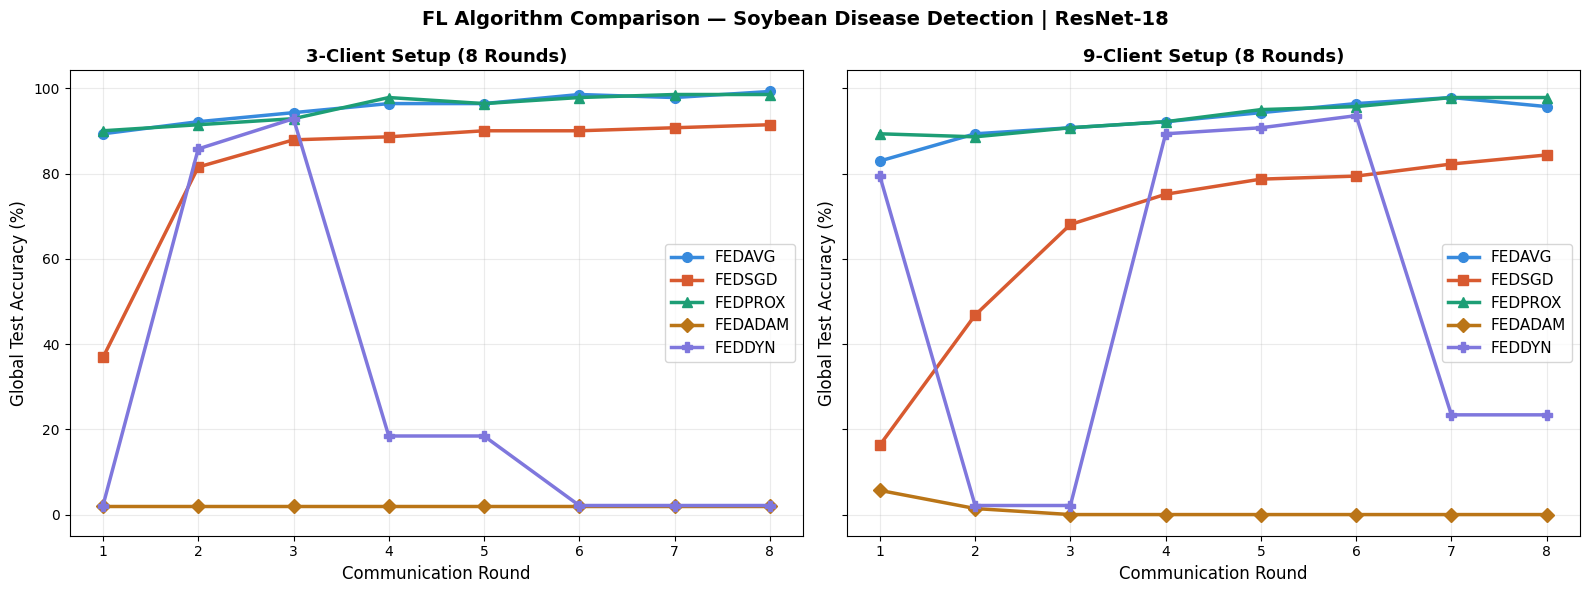 FL Algorithm Comparison — Soybean Disease Detection | ResNet-18
3-Client Setup (8 Rounds)
Global Test Accuracy (%)
100
80
60
40
20
0
1 2 3 4 5 6 7 8
Communication Round
FEDAVG
FEDSGD
FEDPROX
FEDADAM
FEDDYN
9-Client Setup (8 Rounds)
Global Test Accuracy (%)
1 2 3 4 5 6 7 8
Communication Round
FEDAVG
FEDSGD
FEDPROX
FEDADAM
FEDDYN